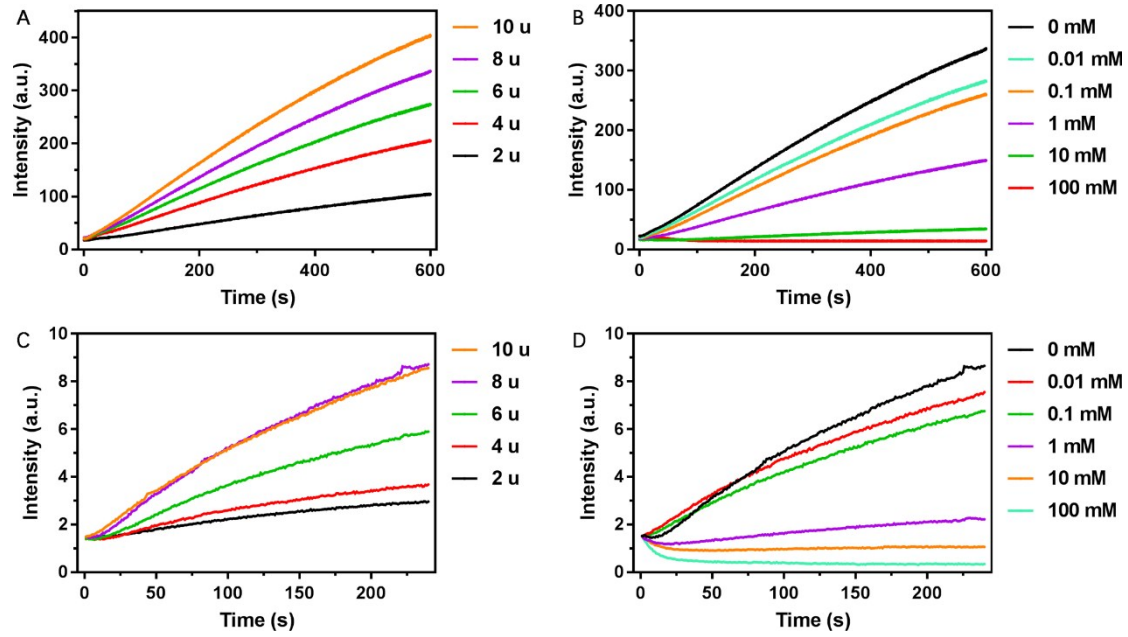 A
Intensity (a.u.)
400
300
200
100
0
0 200 400 600
Time (s)
10 u
8 u
6 u
4 u
2 u
B
Intensity (a.u.)
400
300
200
100
0
0 200 400 600
Time (s)
0 mM
0.01 mM
0.1 mM
1 mM
10 mM
100 mM
C
Intensity (a.u.)
10
8
6
4
2
0
0 50 100 150 200
Time (s)
10 u
8 u
6 u
4 u
2 u
D
Intensity (a.u.)
10
8
6
4
2
0
0 50 100 150 200
Time (s)
0 mM
0.01 mM
0.1 mM
1 mM
10 mM
100 mM